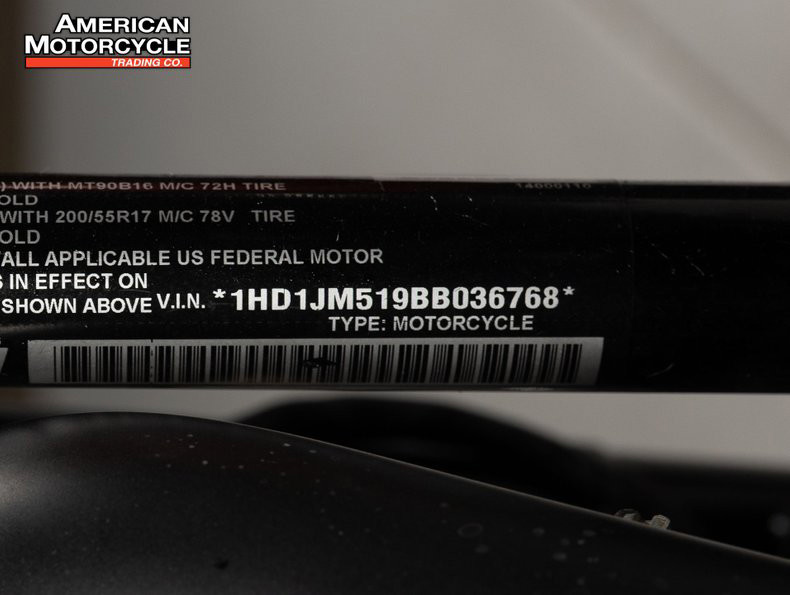 AMERICAN
MOTORCYCLE
TRADING CO.
) WITH MT90B16 M/C 72H TIRE
OLD
WITH 200/55R17 M/C 78V TIRE
OLD
ALL APPLICABLE US FEDERAL MOTOR
S IN EFFECT ON
SHOWN ABOVE V.I.N. *1HD1JM519BB036768*
TYPE: MOTORCYCLE